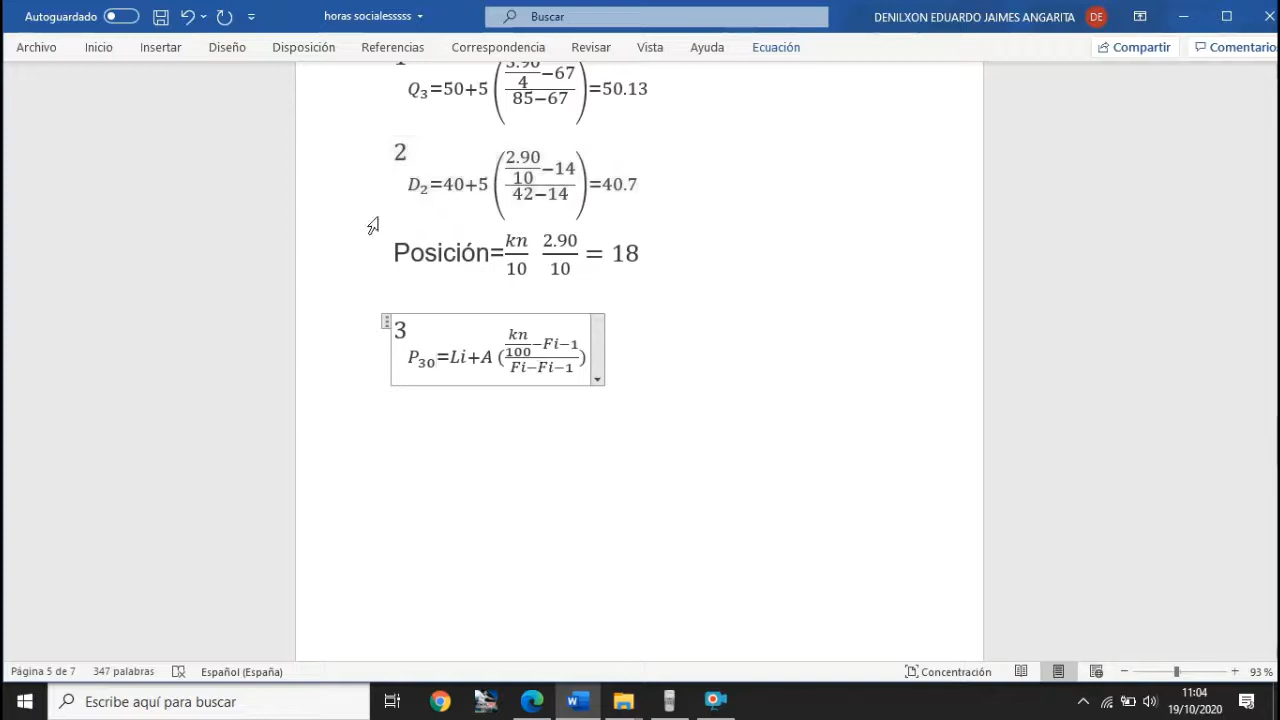 Autoguardado
horas socialesssss
Buscar
DENILXON EDUARDO JAIMES ANGARITA
DE
Archivo Inicio Insertar Diseño Disposición Referencias Correspondencia Revisar Vista Ayuda Ecuación
Compartir
Comentario
Q₃=50+5(((3.90/4)−67)/(85−67))=50.13
2
D₂=40+5(((2.90/10)−14)/(42−14))=40.7
Posición=kn/10 2.90/10 = 18
3
P₃₀=Li+A (((kn/100)−Fi−1)/(Fi−Fi−1))
Página 5 de 7 347 palabras Español (España) Concentración 93 %
Escribe aquí para buscar
11:04
19/10/2020